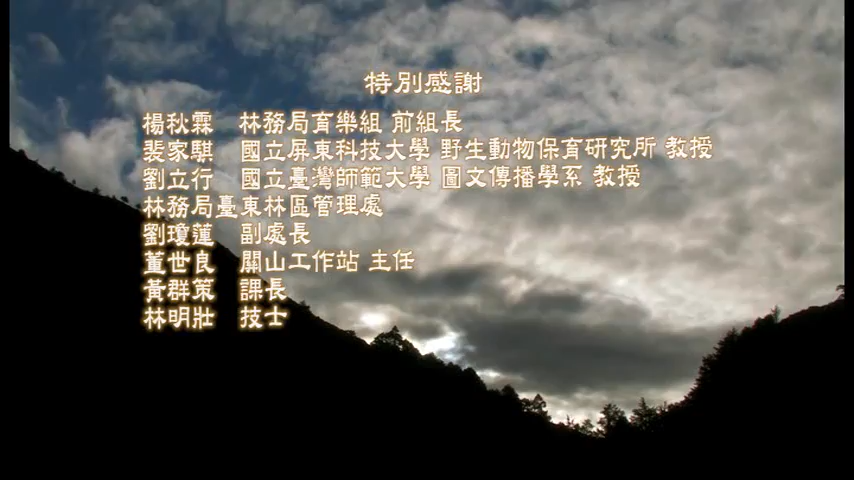 特別感謝
楊秋霖　林務局育樂組 前組長
裴家騏　國立屏東科技大學 野生動物保育研究所 教授
劉立行　國立臺灣師範大學 圖文傳播學系 教授
林務局臺東林區管理處
劉瓊蓮　副處長
董世良　關山工作站 主任
黃群策　課長
林明壯　技士